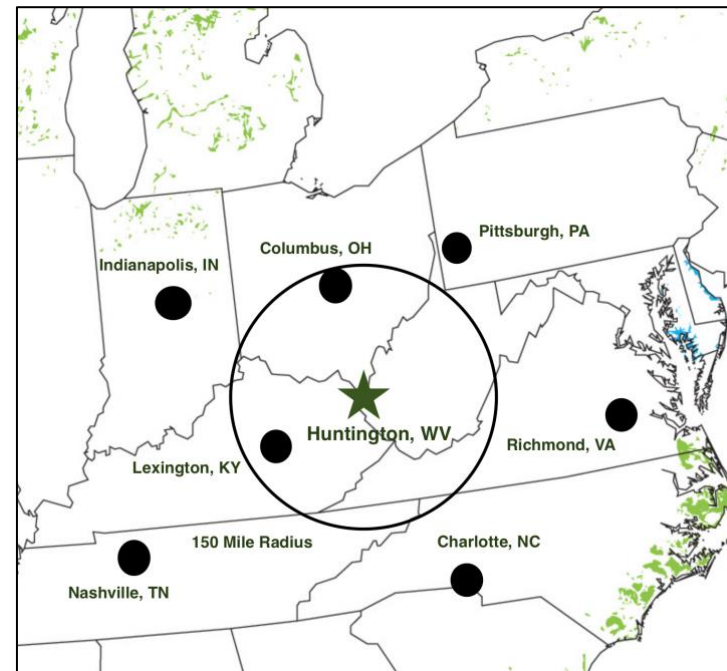 Pittsburgh, PA
Columbus, OH
Indianapolis, IN
Huntington, WV
Richmond, VA
Lexington, KY
150 Mile Radius
Charlotte, NC
Nashville, TN